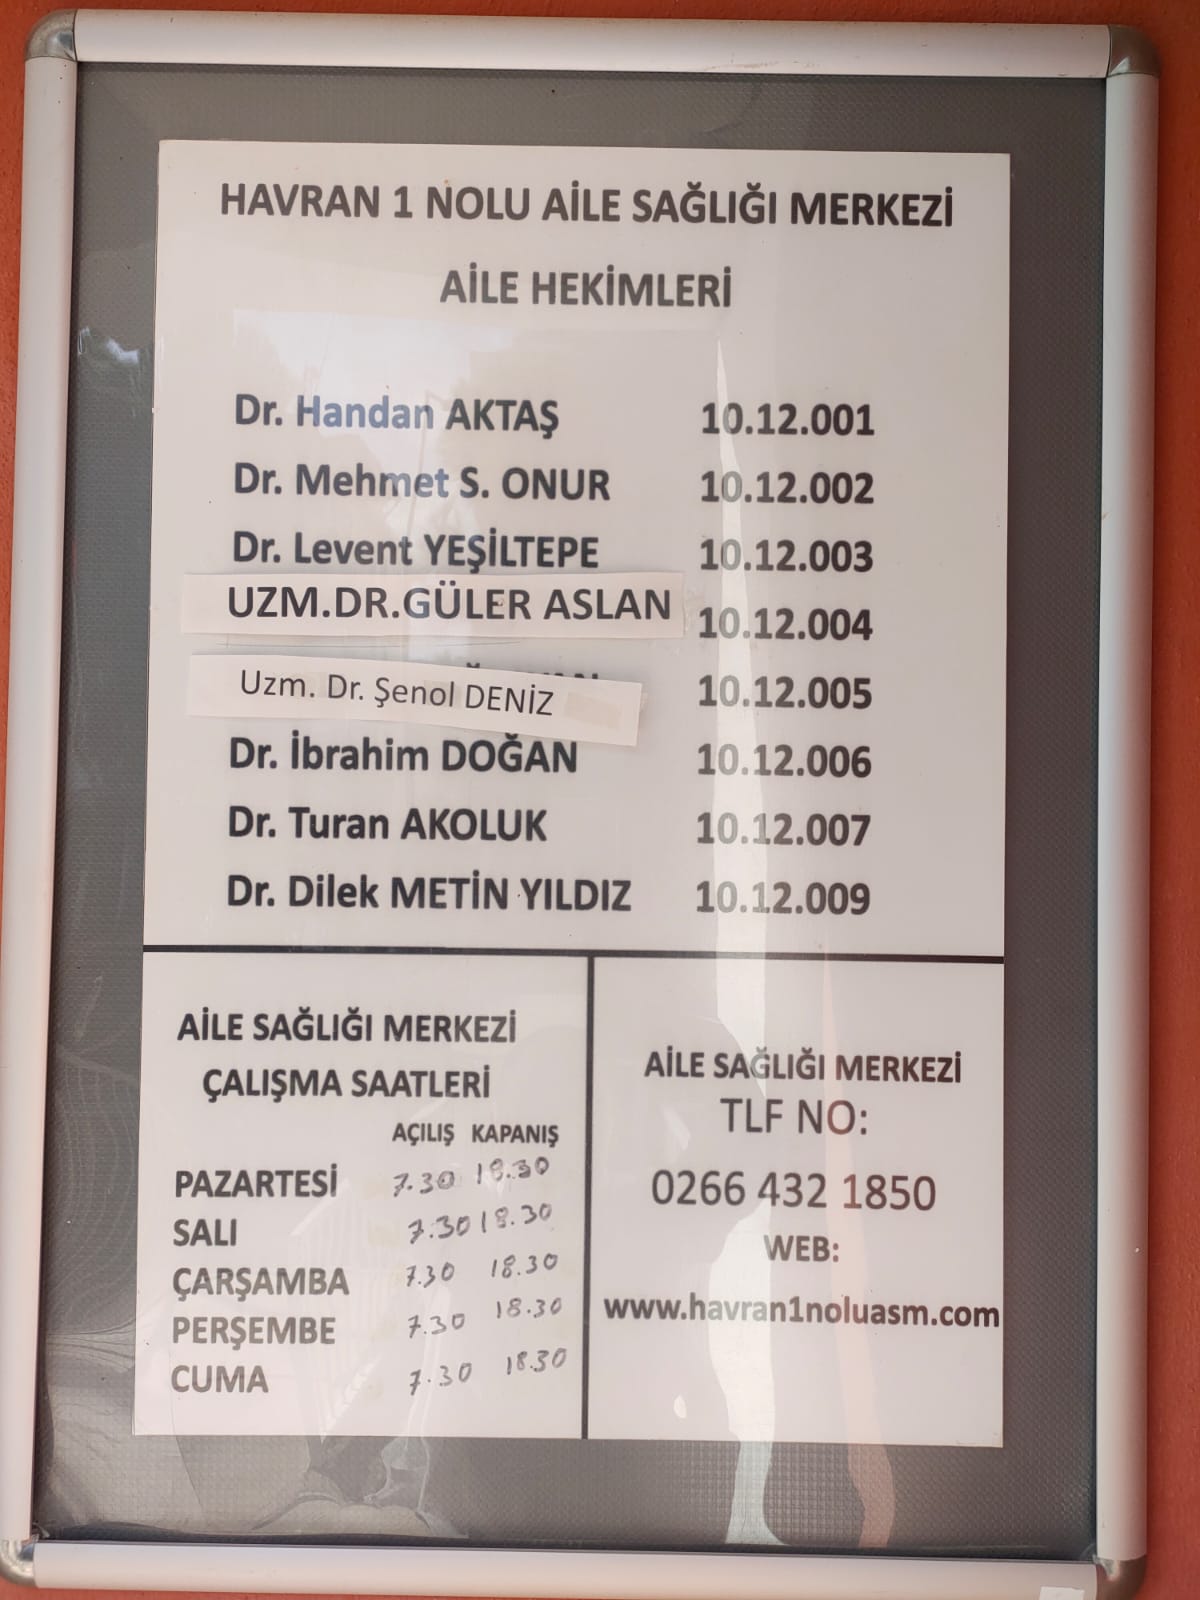 HAVRAN 1 NOLU AİLE SAĞLIĞI MERKEZİ
AİLE HEKİMLERİ
Dr. Handan AKTAŞ 10.12.001
Dr. Mehmet S. ONUR 10.12.002
Dr. Levent YEŞİLTEPE 10.12.003
UZM.DR.GÜLER ASLAN 10.12.004
Uzm. Dr. Şenol DENİZ 10.12.005
Dr. İbrahim DOĞAN 10.12.006
Dr. Turan AKOLUK 10.12.007
Dr. Dilek METİN YILDIZ 10.12.009
AİLE SAĞLIĞI MERKEZİ
ÇALIŞMA SAATLERİ
AÇILIŞ KAPANIŞ
PAZARTESİ 7.30 18.30
SALI 7.30 18.30
ÇARŞAMBA 7.30 18.30
PERŞEMBE 7.30 18.30
CUMA 7.30 18.30
AİLE SAĞLIĞI MERKEZİ
TLF NO:
0266 432 1850
WEB:
www.havran1noluasm.com